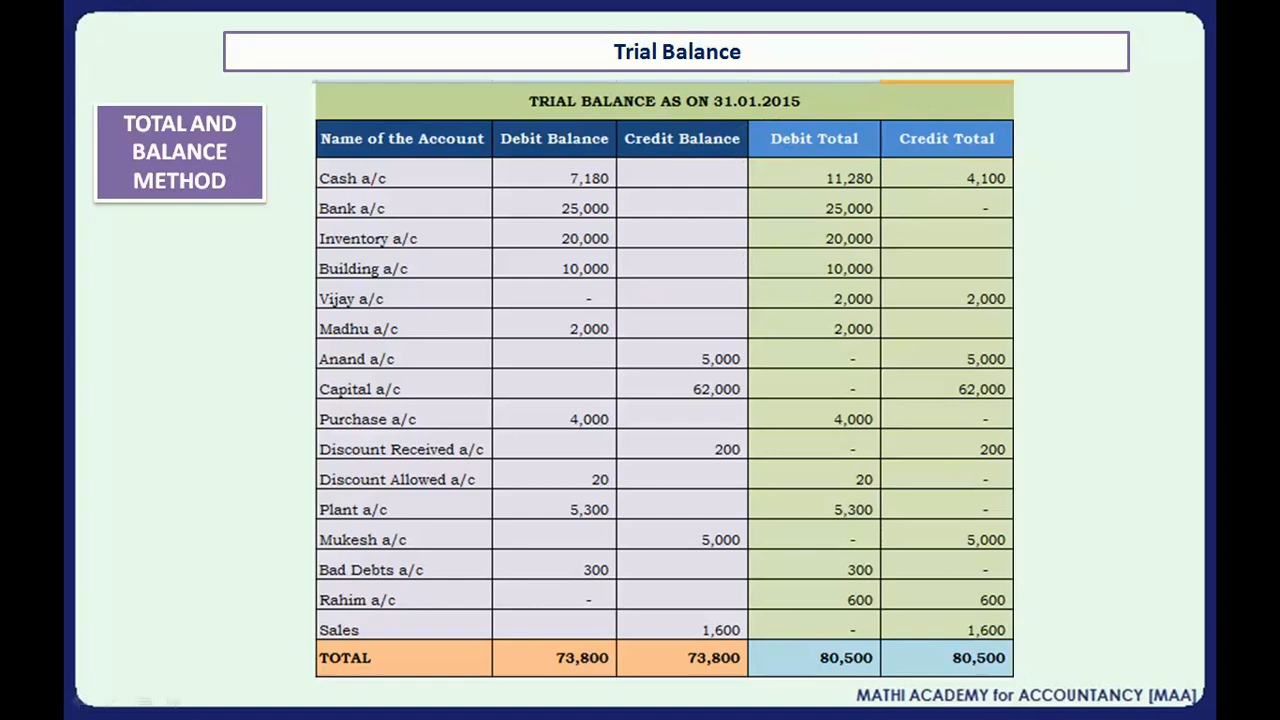 Trial Balance
TOTAL AND
BALANCE
METHOD
TRIAL BALANCE AS ON 31.01.2015
Name of the Account Debit Balance Credit Balance Debit Total Credit Total
Cash a/c 7,180 11,280 4,100
Bank a/c 25,000 25,000 -
Inventory a/c 20,000 20,000
Building a/c 10,000 10,000
Vijay a/c - 2,000 2,000
Madhu a/c 2,000 2,000
Anand a/c 5,000 - 5,000
Capital a/c 62,000 - 62,000
Purchase a/c 4,000 4,000 -
Discount Received a/c 200 - 200
Discount Allowed a/c 20 20 -
Plant a/c 5,300 5,300 -
Mukesh a/c 5,000 - 5,000
Bad Debts a/c 300 300 -
Rahim a/c - 600 600
Sales 1,600 - 1,600
TOTAL 73,800 73,800 80,500 80,500
MATHI ACADEMY for ACCOUNTANCY [MAA]